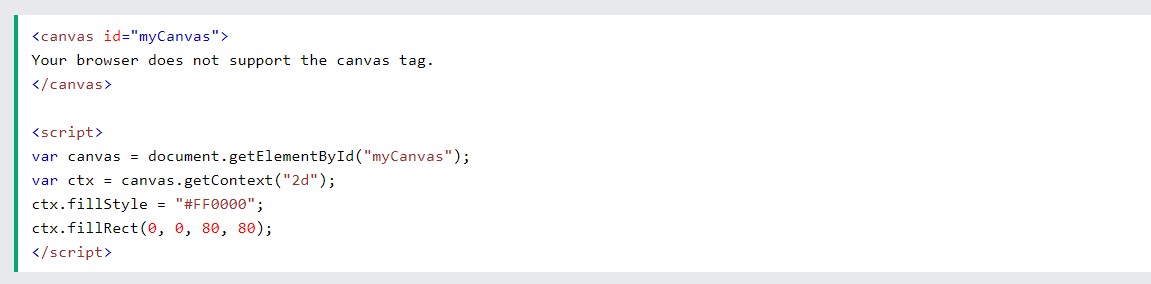 <canvas id="myCanvas">
Your browser does not support the canvas tag.
</canvas>

<script>
var canvas = document.getElementById("myCanvas");
var ctx = canvas.getContext("2d");
ctx.fillStyle = "#FF0000";
ctx.fillRect(0, 0, 80, 80);
</script>